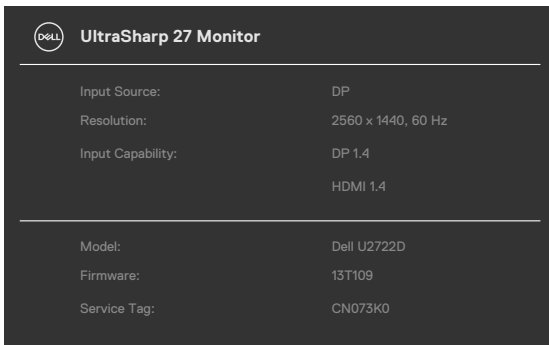 DELL UltraSharp 27 Monitor
Input Source: DP
Resolution: 2560 x 1440, 60 Hz
Input Capability: DP 1.4
HDMI 1.4
Model: Dell U2722D
Firmware: 13T109
Service Tag: CN073K0